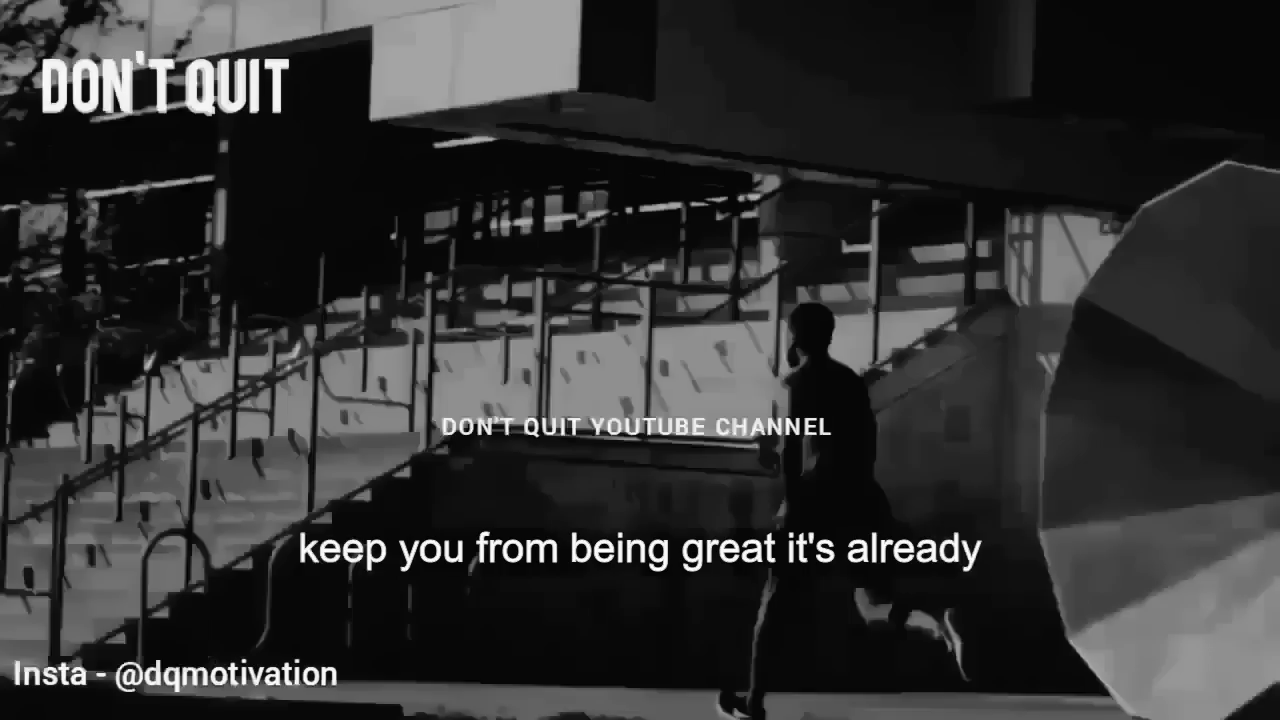 DON'T QUIT
DON'T QUIT YOUTUBE CHANNEL
keep you from being great it's already
Insta - @dqmotivation